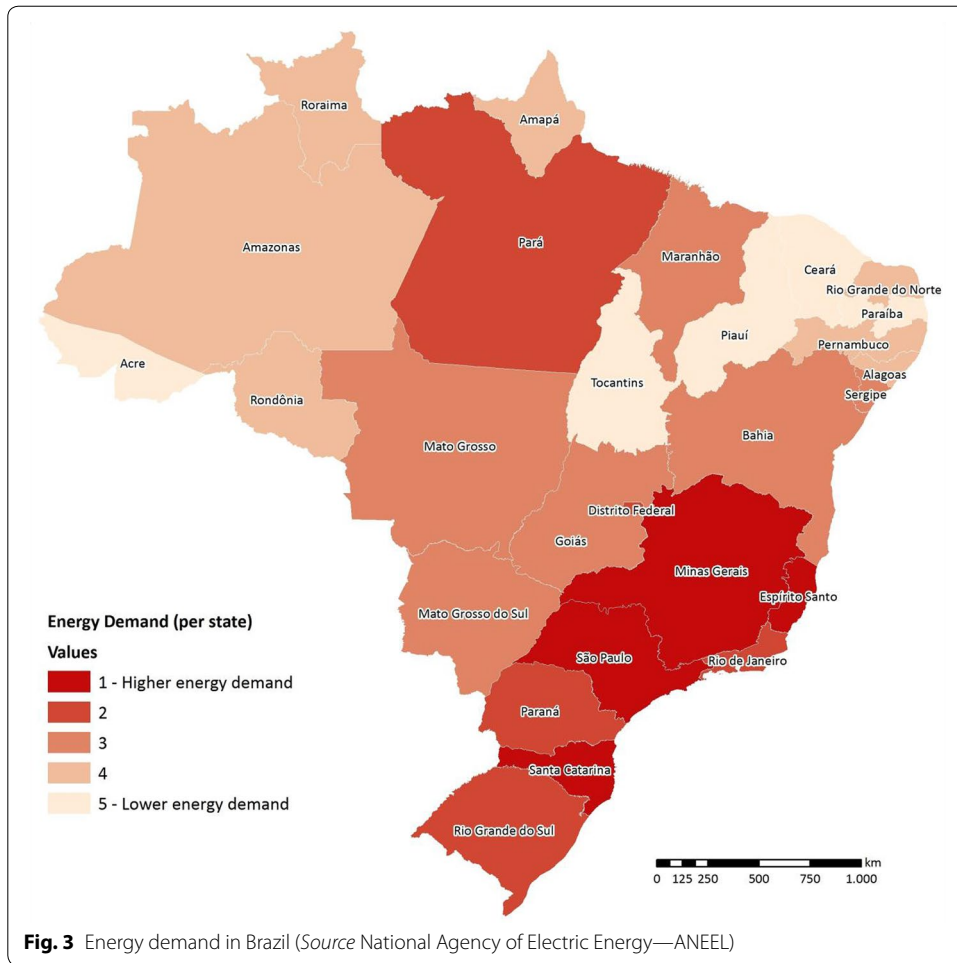 Roraima
Amapá
Amazonas
Pará
Maranhão
Ceará
Rio Grande do Norte
Paraíba
Piauí
Pernambuco
Acre
Tocantins
Alagoas
Rondônia
Sergipe
Mato Grosso
Bahia
Distrito Federal
Goiás
Minas Gerais
Espírito Santo
Mato Grosso do Sul
São Paulo
Rio de Janeiro
Paraná
Santa Catarina
Rio Grande do Sul
Energy Demand (per state)
Values
1 - Higher energy demand
2
3
4
5 - Lower energy demand
km
0 125 250 500 750 1.000
Fig. 3 Energy demand in Brazil (Source National Agency of Electric Energy—ANEEL)